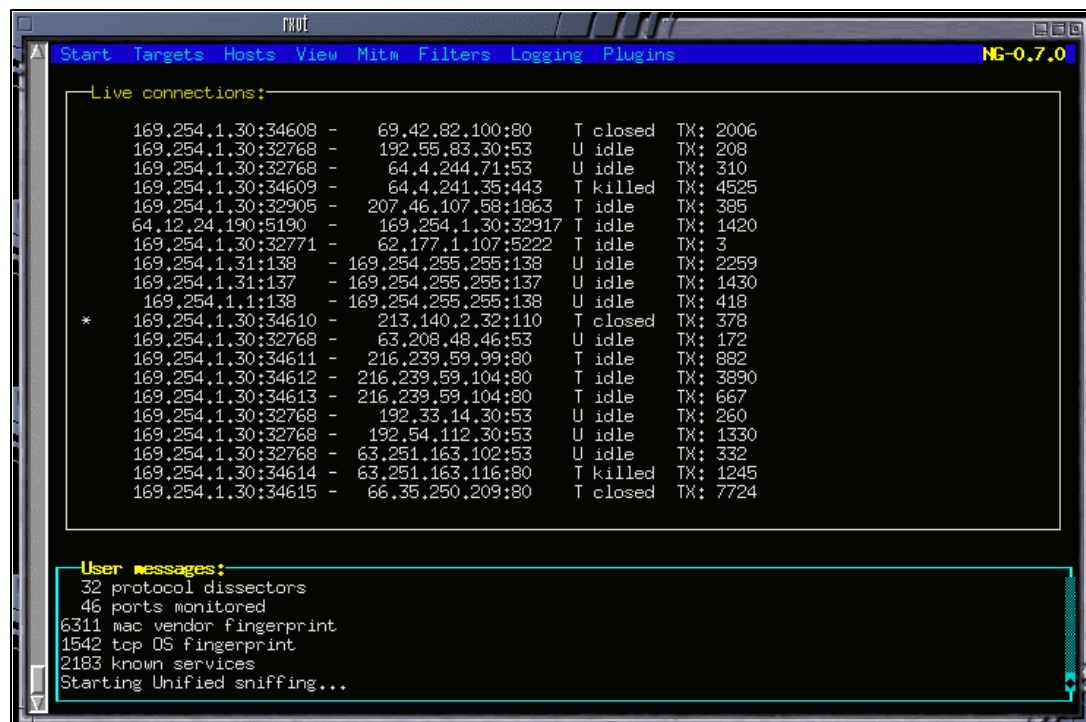 rxvt
Start Targets Hosts View Mitm Filters Logging Plugins NG-0.7.0
Live connections:
169.254.1.30:34608 - 69.42.82.100:80 T closed TX: 2006
169.254.1.30:32768 - 192.55.83.30:53 U idle TX: 208
169.254.1.30:32768 - 64.4.244.71:53 U idle TX: 310
169.254.1.30:34609 - 64.4.241.35:443 T killed TX: 4525
169.254.1.30:32905 - 207.46.107.58:1863 T idle TX: 385
64.12.24.190:5190 - 169.254.1.30:32917 T idle TX: 1420
169.254.1.30:32771 - 62.177.1.107:5222 T idle TX: 3
169.254.1.31:138 - 169.254.255.255:138 U idle TX: 2259
169.254.1.31:137 - 169.254.255.255:137 U idle TX: 1430
169.254.1.1:138 - 169.254.255.255:138 U idle TX: 418
* 169.254.1.30:34610 - 213.140.2.32:110 T closed TX: 378
169.254.1.30:32768 - 63.208.48.46:53 U idle TX: 172
169.254.1.30:34611 - 216.239.59.99:80 T idle TX: 882
169.254.1.30:34612 - 216.239.59.104:80 T idle TX: 3890
169.254.1.30:34613 - 216.239.59.104:80 T idle TX: 667
169.254.1.30:32768 - 192.33.14.30:53 U idle TX: 260
169.254.1.30:32768 - 192.54.112.30:53 U idle TX: 1330
169.254.1.30:32768 - 63.251.163.102:53 U idle TX: 332
169.254.1.30:34614 - 63.251.163.116:80 T killed TX: 1245
169.254.1.30:34615 - 66.35.250.209:80 T closed TX: 7724
User messages:
32 protocol dissectors
46 ports monitored
6311 mac vendor fingerprint
1542 tcp OS fingerprint
2183 known services
Starting Unified sniffing...